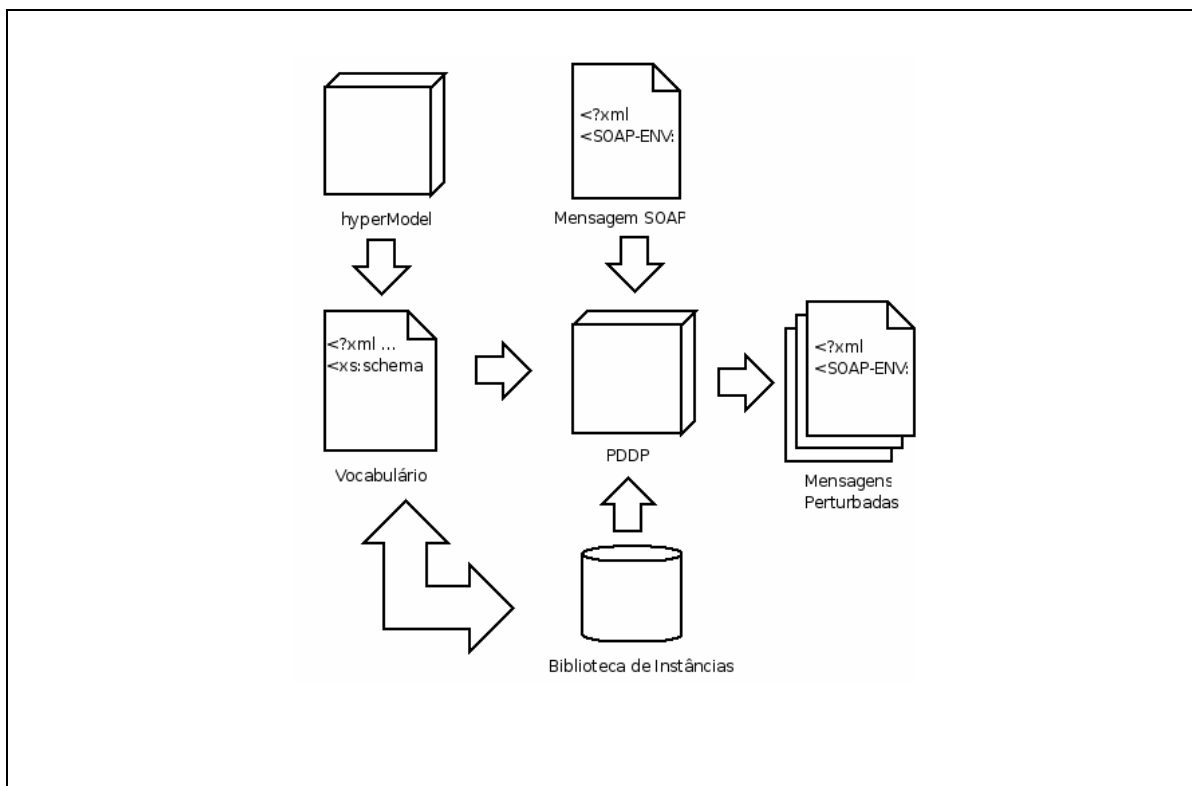 <?xml
<SOAP-ENV:
hyperModel
Mensagem SOAP
<?xml ...
<xs:schema
Vocabulário
PDDP
<?xml
<SOAP-ENV:
Mensagens
Perturbadas
Biblioteca de Instâncias